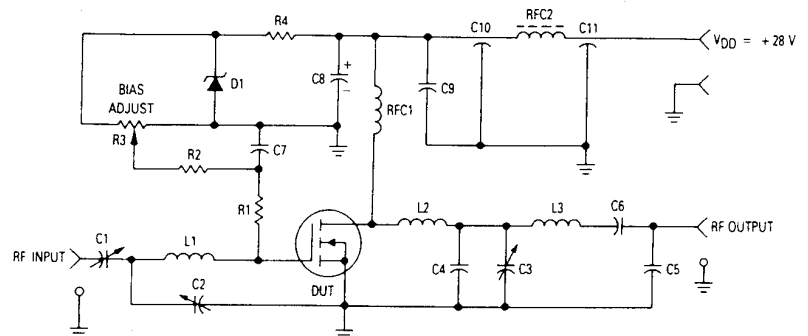 R4
C10
RFC2
C11
V_DD = +28 V
BIAS
ADJUST
D1
C8
+
–
RFC1
C9
R3
C7
R2
R1
C1
L1
L2
L3
C6
RF INPUT
RF OUTPUT
C2
DUT
C4
C3
C5